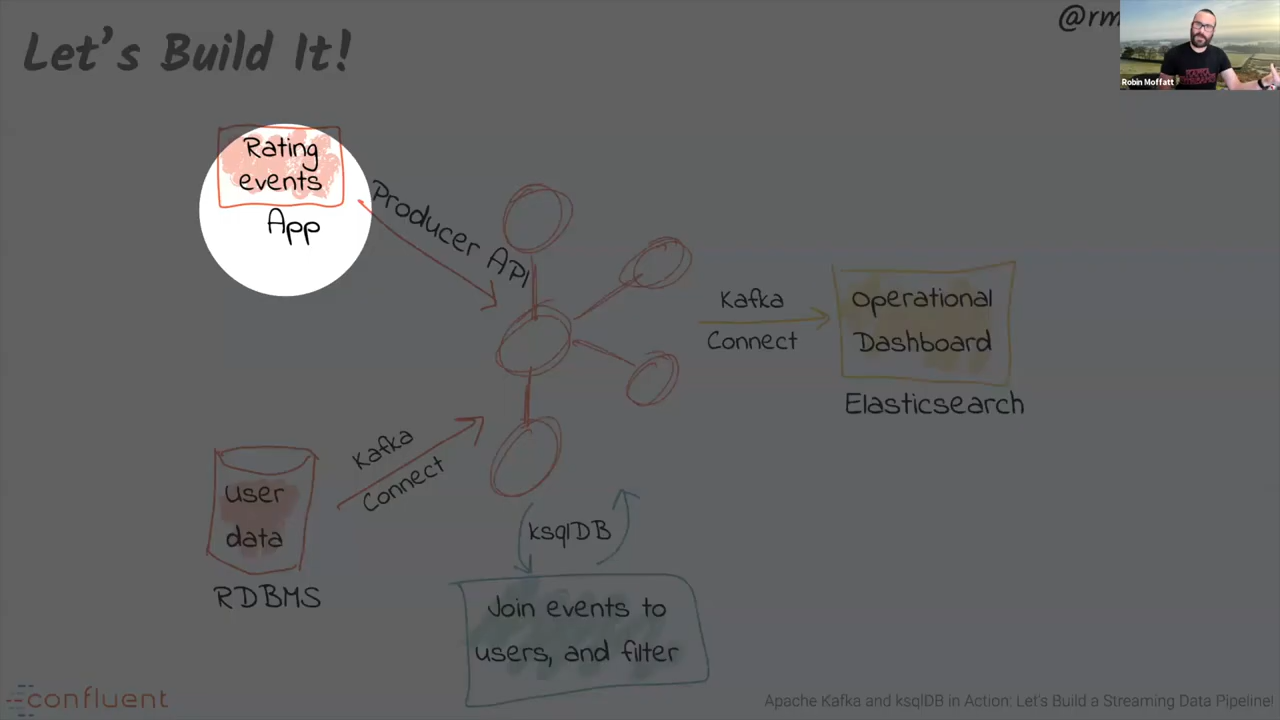 Let's Build It!
@rm
Robin Moffatt
Rating
events
App
Producer API
Kafka
Connect
Operational
Dashboard
Elasticsearch
Kafka
Connect
user
data
RDBMS
ksqlDB
Join events to
users, and filter
confluent
Apache Kafka and ksqlDB in Action: Let's Build a Streaming Data Pipeline!